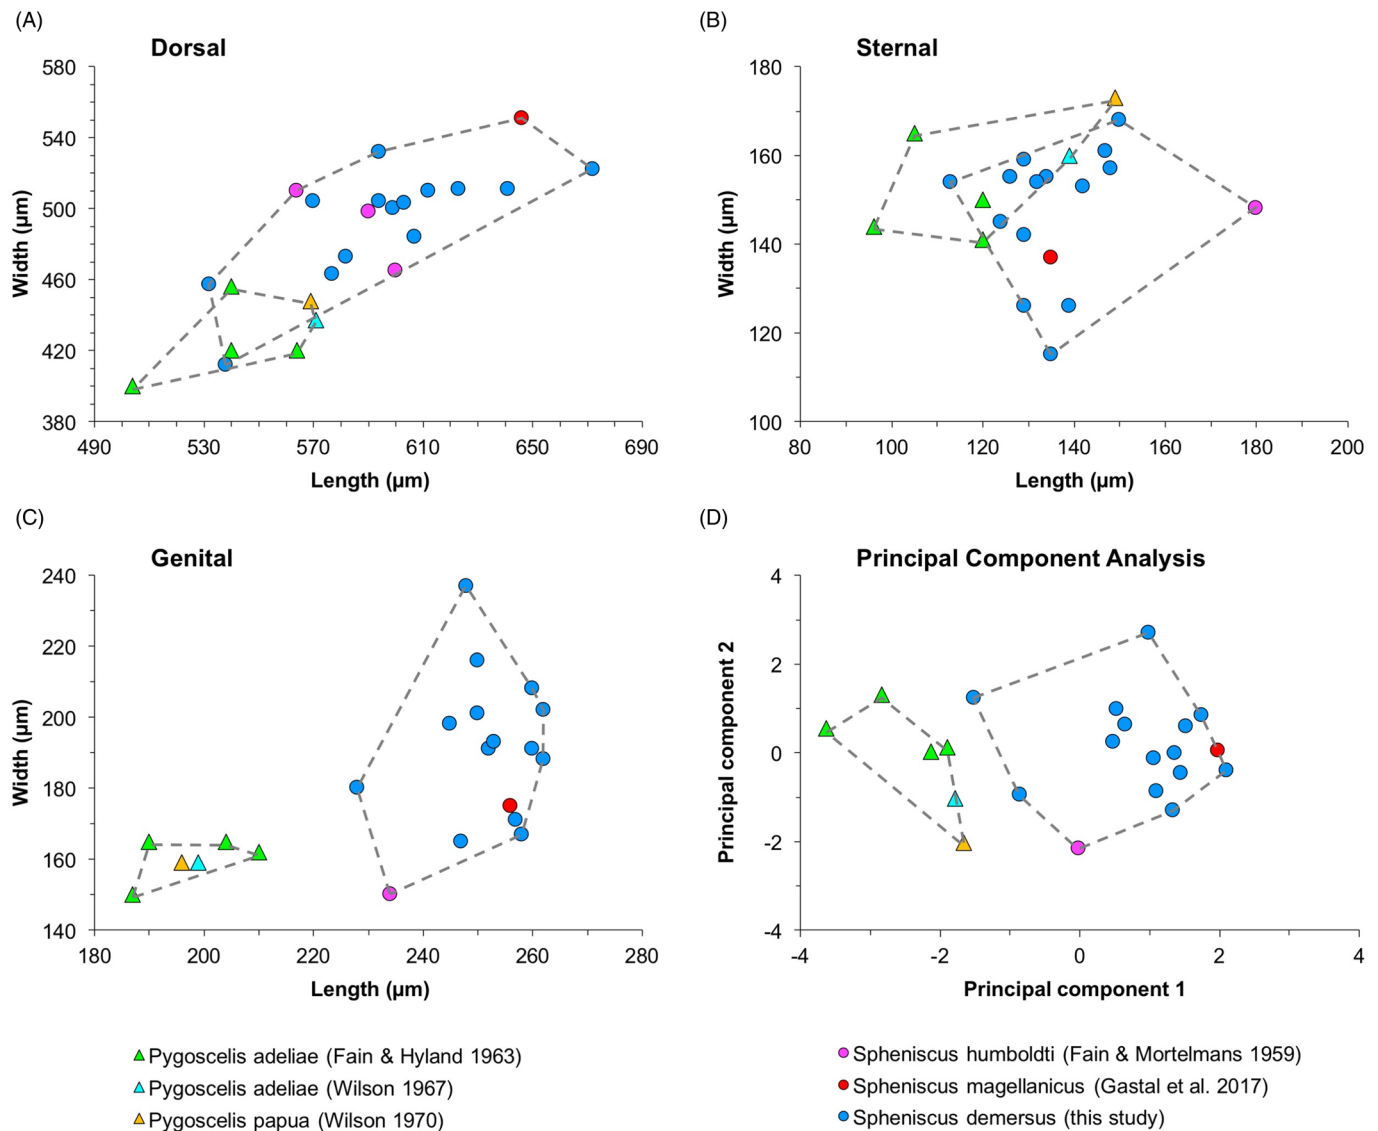 (A)
Dorsal
580
540
500
460
420
380
Width (µm)
490 530 570 610 650 690
Length (µm)
(B)
Sternal
180
160
140
120
100
Width (µm)
80 100 120 140 160 180 200
Length (µm)
(C)
Genital
240
220
200
180
160
140
Width (µm)
180 200 220 240 260 280
Length (µm)
(D)
Principal Component Analysis
4
2
0
-2
-4
Principal component 2
-4 -2 0 2 4
Principal component 1
Pygoscelis adeliae (Fain & Hyland 1963)
Pygoscelis adeliae (Wilson 1967)
Pygoscelis papua (Wilson 1970)
Spheniscus humboldti (Fain & Mortelmans 1959)
Spheniscus magellanicus (Gastal et al. 2017)
Spheniscus demersus (this study)